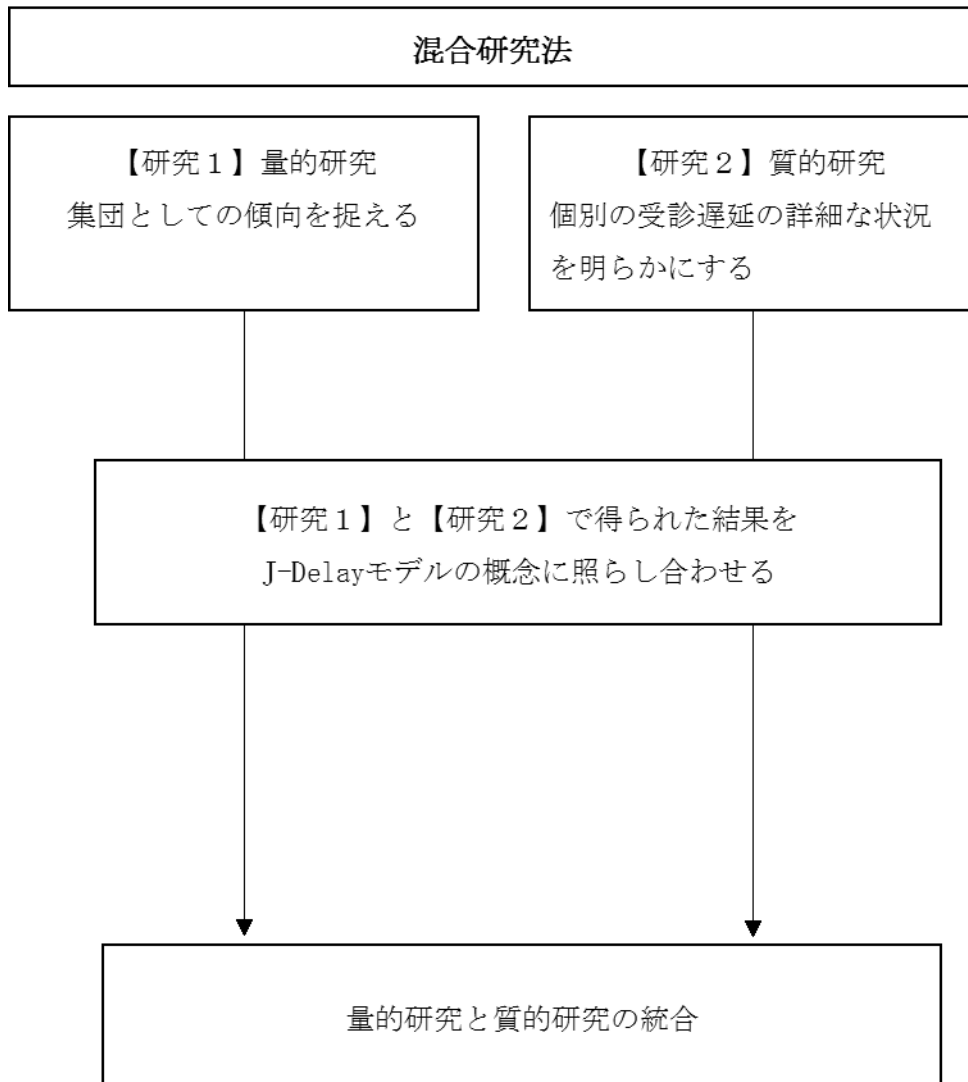 混合研究法
【研究１】量的研究
集団としての傾向を捉える
【研究２】質的研究
個別の受診遅延の詳細な状況
を明らかにする
【研究１】と【研究２】で得られた結果を
J-Delayモデルの概念に照らし合わせる
量的研究と質的研究の統合